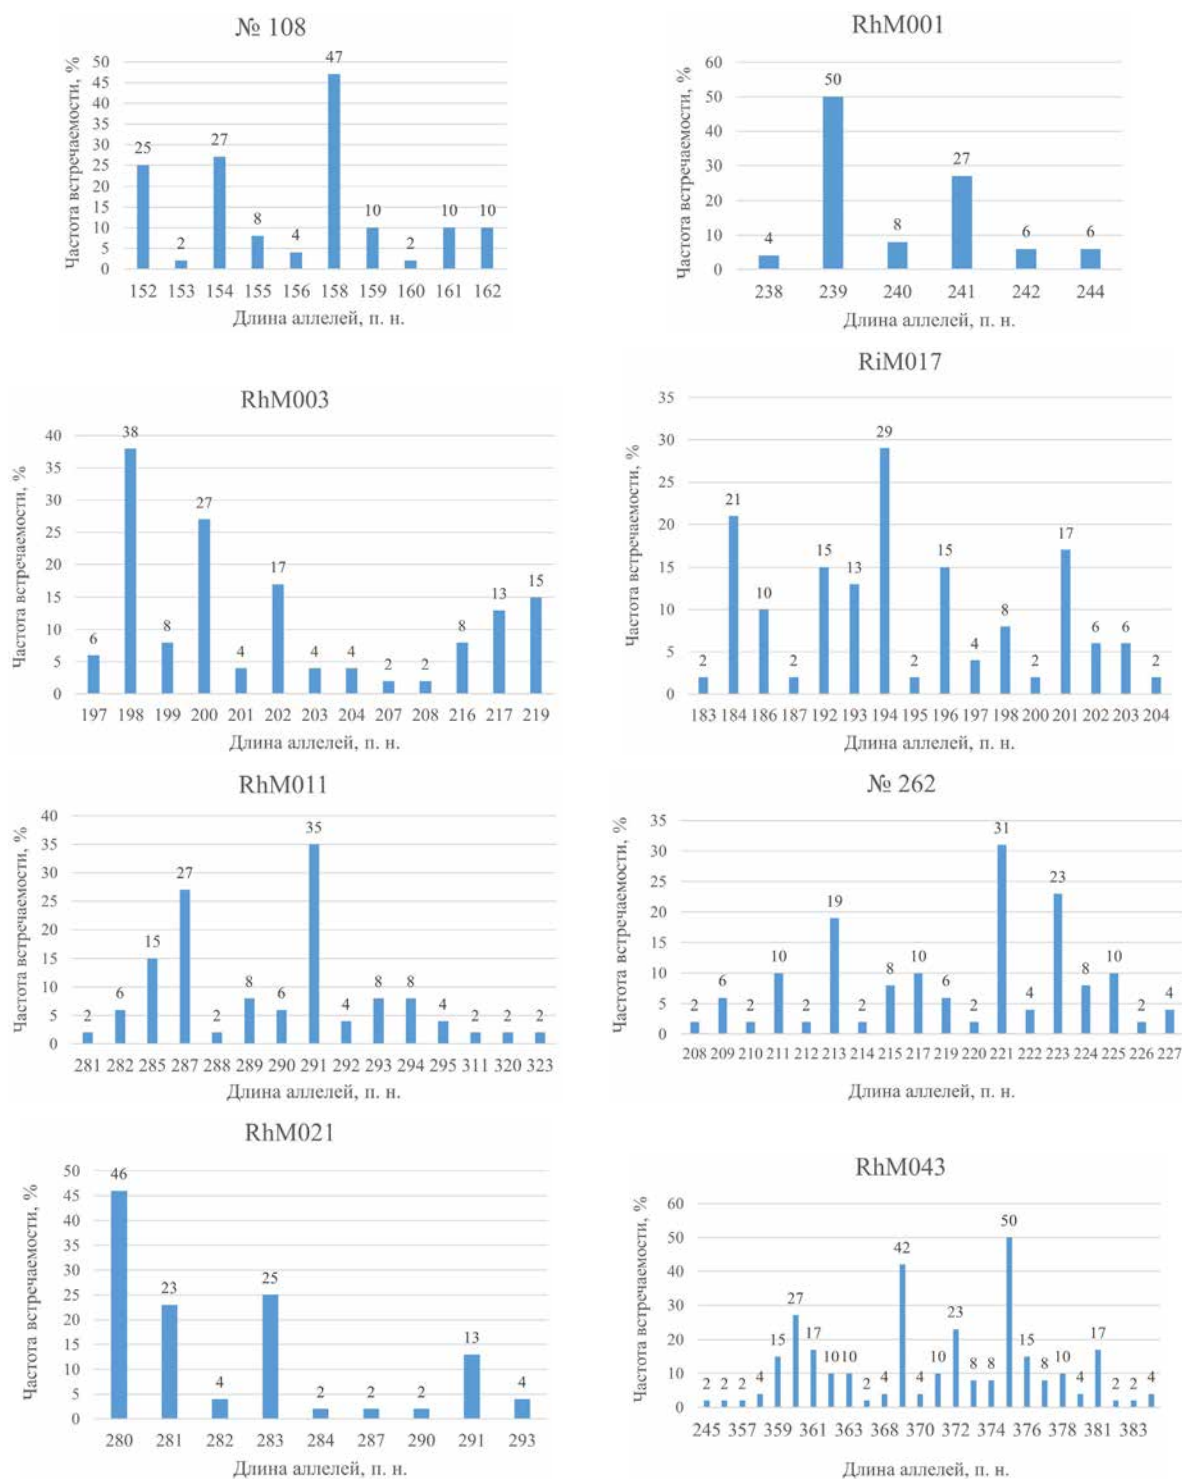 № 108
Частота встречаемости, %
50
45
40
35
30
25
20
15
10
5
0
25 2 27 8 4 47 10 2 10 10
152 153 154 155 156 158 159 160 161 162
Длина аллелей, п. н.
RhM001
Частота встречаемости, %
60
50
40
30
20
10
0
4 50 8 27 6 6
238 239 240 241 242 244
Длина аллелей, п. н.
RhM003
Частота встречаемости, %
40
35
30
25
20
15
10
5
0
6 38 8 27 4 17 4 4 2 2 8 13 15
197 198 199 200 201 202 203 204 207 208 216 217 219
Длина аллелей, п. н.
RiM017
Частота встречаемости, %
35
30
25
20
15
10
5
0
2 21 10 2 15 13 29 2 15 4 8 2 17 6 6 2
183 184 186 187 192 193 194 195 196 197 198 200 201 202 203 204
Длина аллелей, п. н.
RhM011
Частота встречаемости, %
40
35
30
25
20
15
10
5
0
2 6 15 27 2 8 6 35 4 8 8 4 2 2 2
281 282 285 287 288 289 290 291 292 293 294 295 311 320 323
Длина аллелей, п. н.
№ 262
Частота встречаемости, %
35
30
25
20
15
10
5
0
2 6 2 10 2 19 2 8 10 6 2 31 4 23 8 10 2 4
208 209 210 211 212 213 214 215 217 219 220 221 222 223 224 225 226 227
Длина аллелей, п. н.
RhM021
Частота встречаемости, %
50
45
40
35
30
25
20
15
10
5
0
46 23 4 25 2 2 2 13 4
280 281 282 283 284 287 290 291 293
Длина аллелей, п. н.
RhM043
Частота встречаемости, %
60
50
40
30
20
10
0
2 2 2 4 15 27 17 10 10 2 4 42 4 10 23 8 8 50 15 8 10 4 17 2 2 4
245 357 359 361 363 368 370 372 374 376 378 381 383
Длина аллелей, п. н.